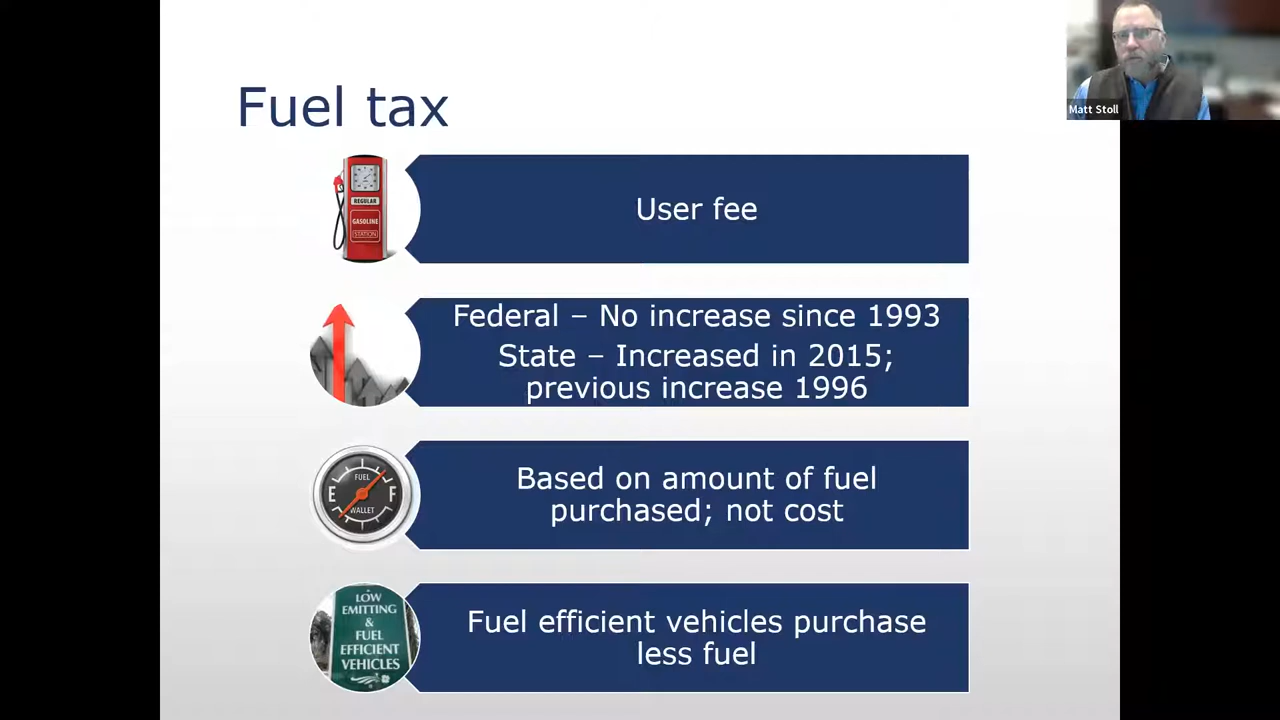 Matt Stoll
Fuel tax
REGULAR
GASOLINE
STATION
User fee
Federal – No increase since 1993
State – Increased in 2015;
previous increase 1996
FUEL
E F
WALLET
Based on amount of fuel
purchased; not cost
LOW
EMITTING
&
FUEL
EFFICIENT
VEHICLES
Fuel efficient vehicles purchase
less fuel